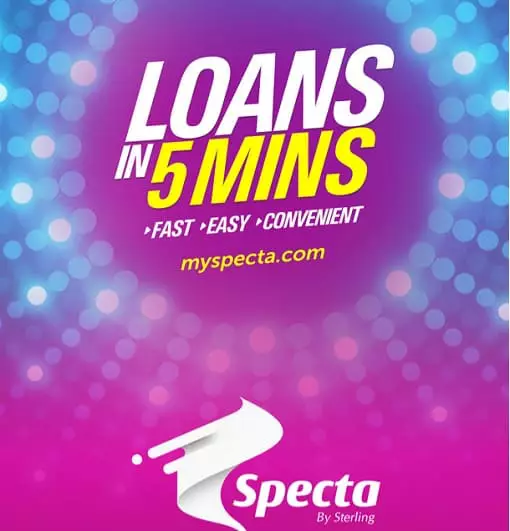 LOANS
IN 5 MINS
▸FAST ▸EASY ▸CONVENIENT
myspecta.com
Specta
By Sterling